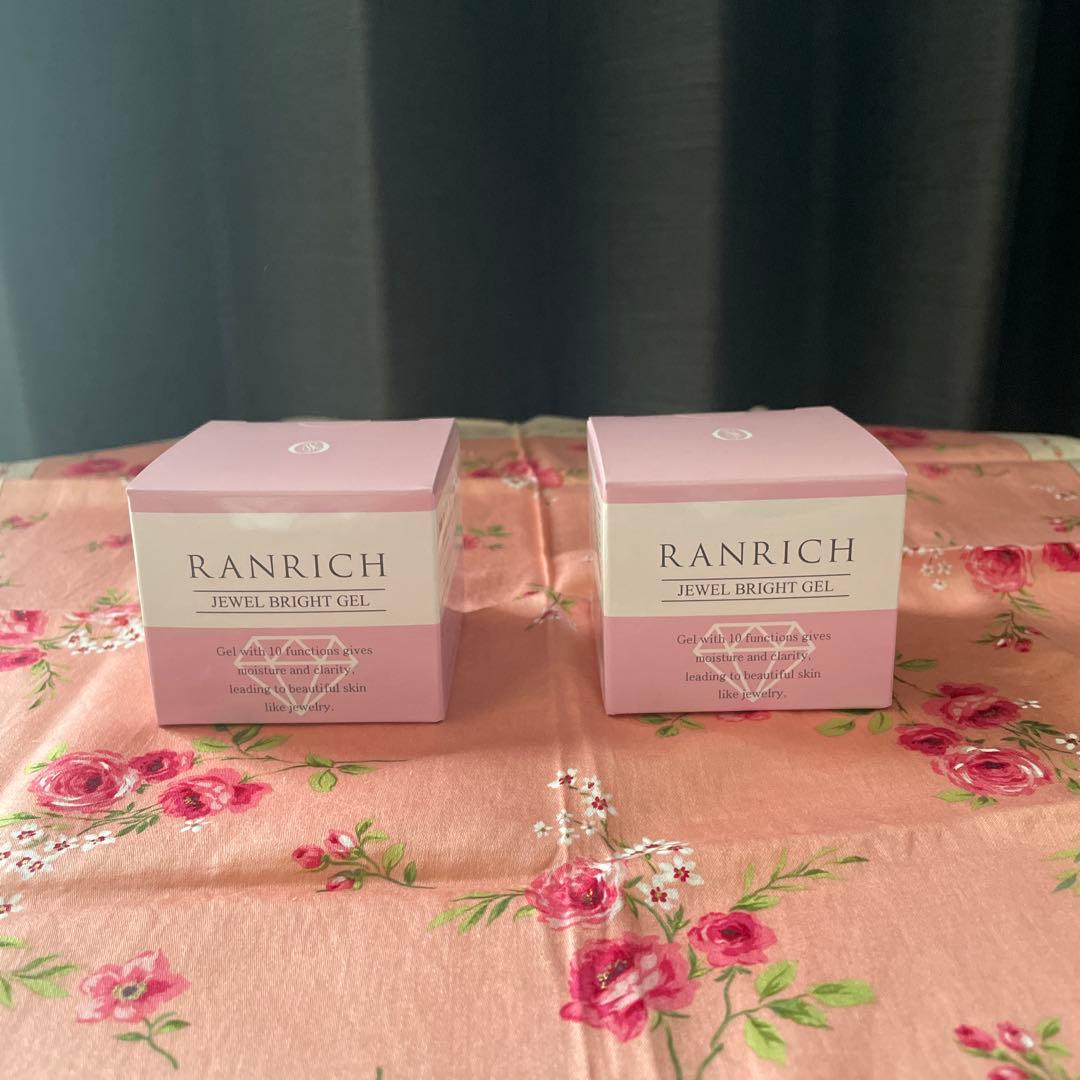 RANRICH
JEWEL BRIGHT GEL
Gel with 10 functions gives
moisture and clarity,
leading to beautiful skin
like jewelry.
RANRICH
JEWEL BRIGHT GEL
Gel with 10 functions gives
moisture and clarity,
leading to beautiful skin
like jewelry.